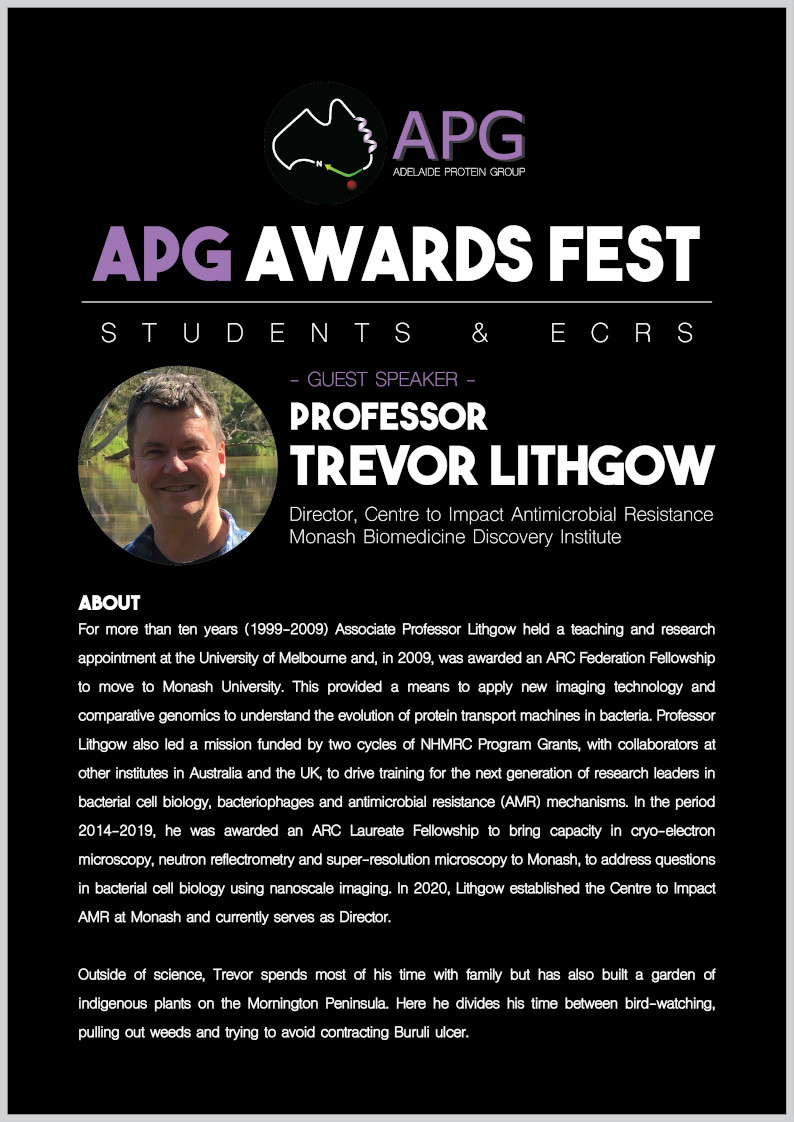 N
APG
ADELAIDE PROTEIN GROUP
APG AWARDS FEST
STUDENTS & ECRS
- GUEST SPEAKER -
PROFESSOR
TREVOR LITHGOW
Director, Centre to Impact Antimicrobial Resistance
Monash Biomedicine Discovery Institute
ABOUT
For more than ten years (1999-2009) Associate Professor Lithgow held a teaching and research
appointment at the University of Melbourne and, in 2009, was awarded an ARC Federation Fellowship
to move to Monash University. This provided a means to apply new imaging technology and
comparative genomics to understand the evolution of protein transport machines in bacteria. Professor
Lithgow also led a mission funded by two cycles of NHMRC Program Grants, with collaborators at
other institutes in Australia and the UK, to drive training for the next generation of research leaders in
bacterial cell biology, bacteriophages and antimicrobial resistance (AMR) mechanisms. In the period
2014-2019, he was awarded an ARC Laureate Fellowship to bring capacity in cryo-electron
microscopy, neutron reflectrometry and super-resolution microscopy to Monash, to address questions
in bacterial cell biology using nanoscale imaging. In 2020, Lithgow established the Centre to Impact
AMR at Monash and currently serves as Director.
Outside of science, Trevor spends most of his time with family but has also built a garden of
indigenous plants on the Mornington Peninsula. Here he divides his time between bird-watching,
pulling out weeds and trying to avoid contracting Buruli ulcer.